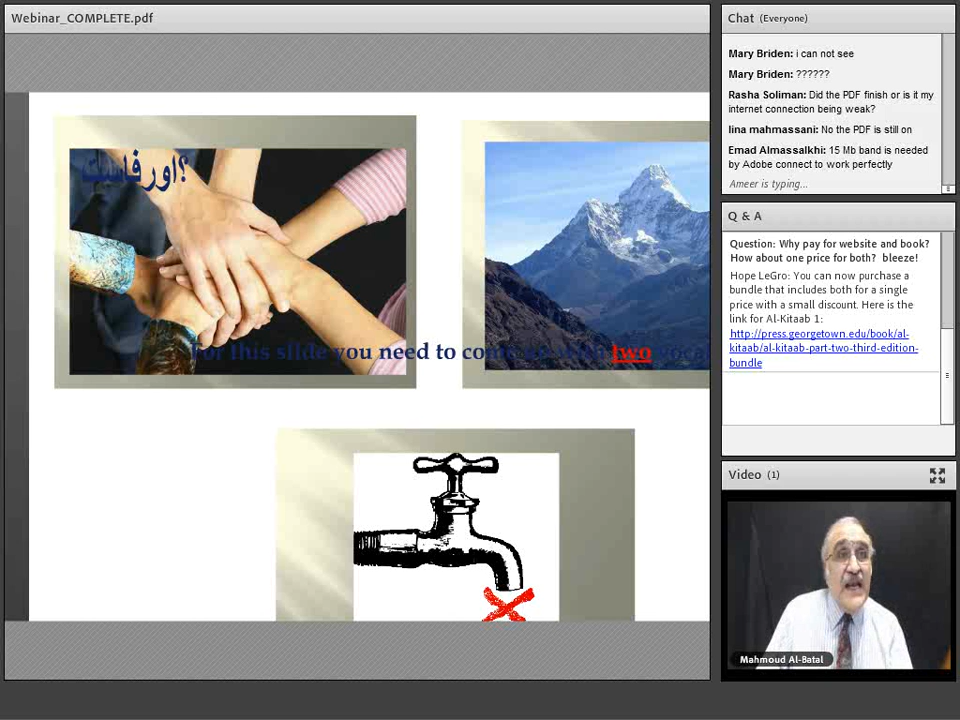 Webinar_COMPLETE.pdf
اورفاست؟
For this slide you need to come up with two vocab
Chat (Everyone)
Mary Briden: i can not see
Mary Briden: ??????
Rasha Soliman: Did the PDF finish or is it my
internet connection being weak?
lina mahmassani: No the PDF is still on
Emad Almassalkhi: 15 Mb band is needed
by Adobe connect to work perfectly
Ameer is typing...
Q & A
Question: Why pay for website and book?
How about one price for both? bleeze!
Hope LeGro: You can now purchase a
bundle that includes both for a single
price with a small discount. Here is the
link for Al-Kitaab 1:
http://press.georgetown.edu/book/al-
kitaab/al-kitaab-part-two-third-edition-
bundle
Video (1)
Mahmoud Al-Batal